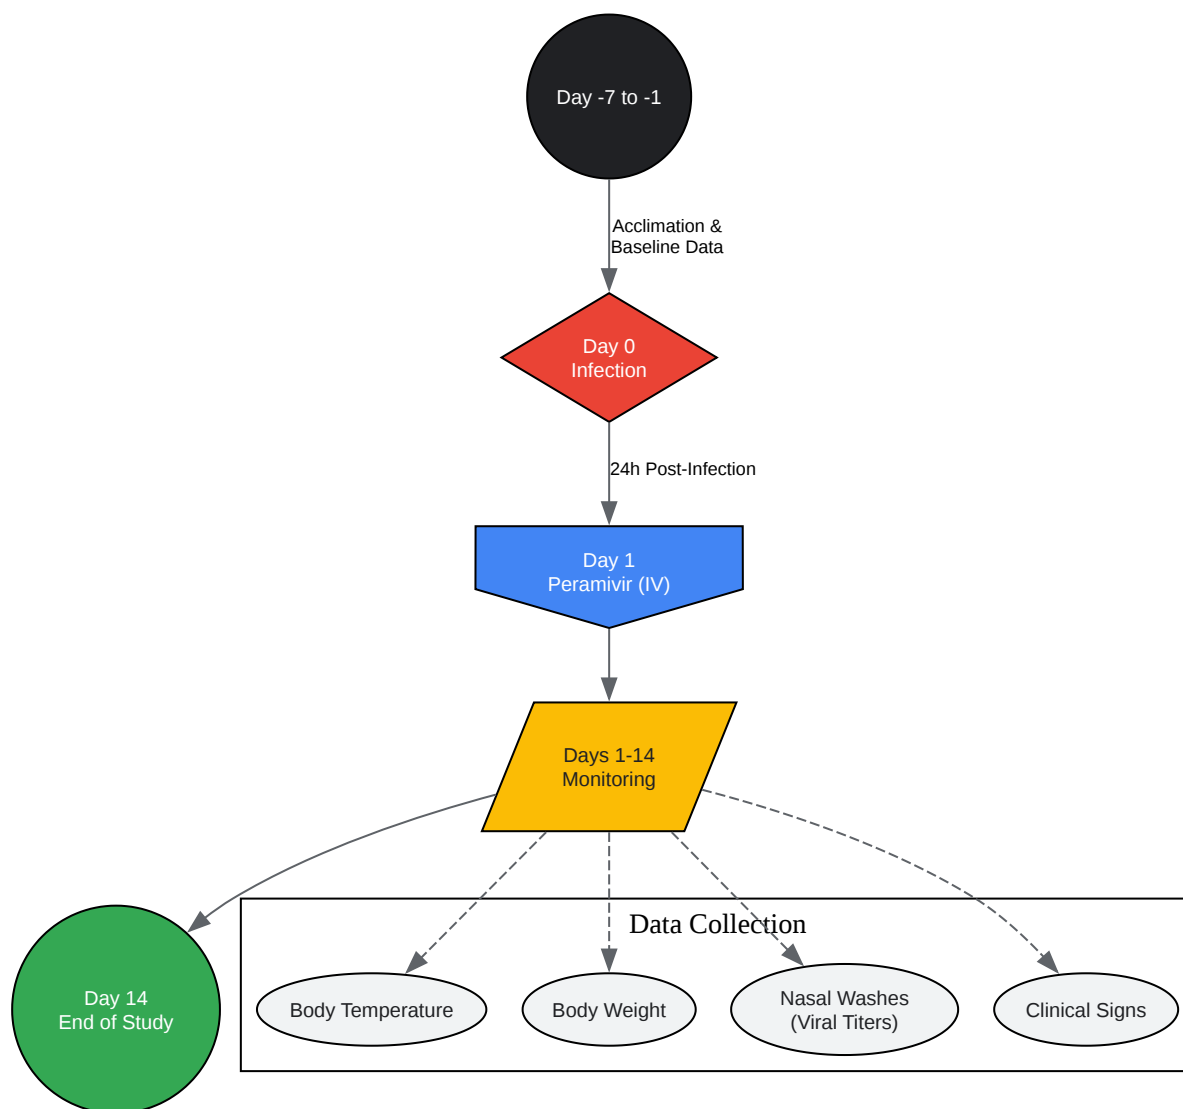 Day -7 to -1
Acclimation &
Baseline Data
Day 0
Infection
24h Post-Infection
Day 1
Peramivir (IV)
Days 1-14
Monitoring
Data Collection
Day 14
End of Study
Body Temperature
Body Weight
Nasal Washes
(Viral Titers)
Clinical Signs